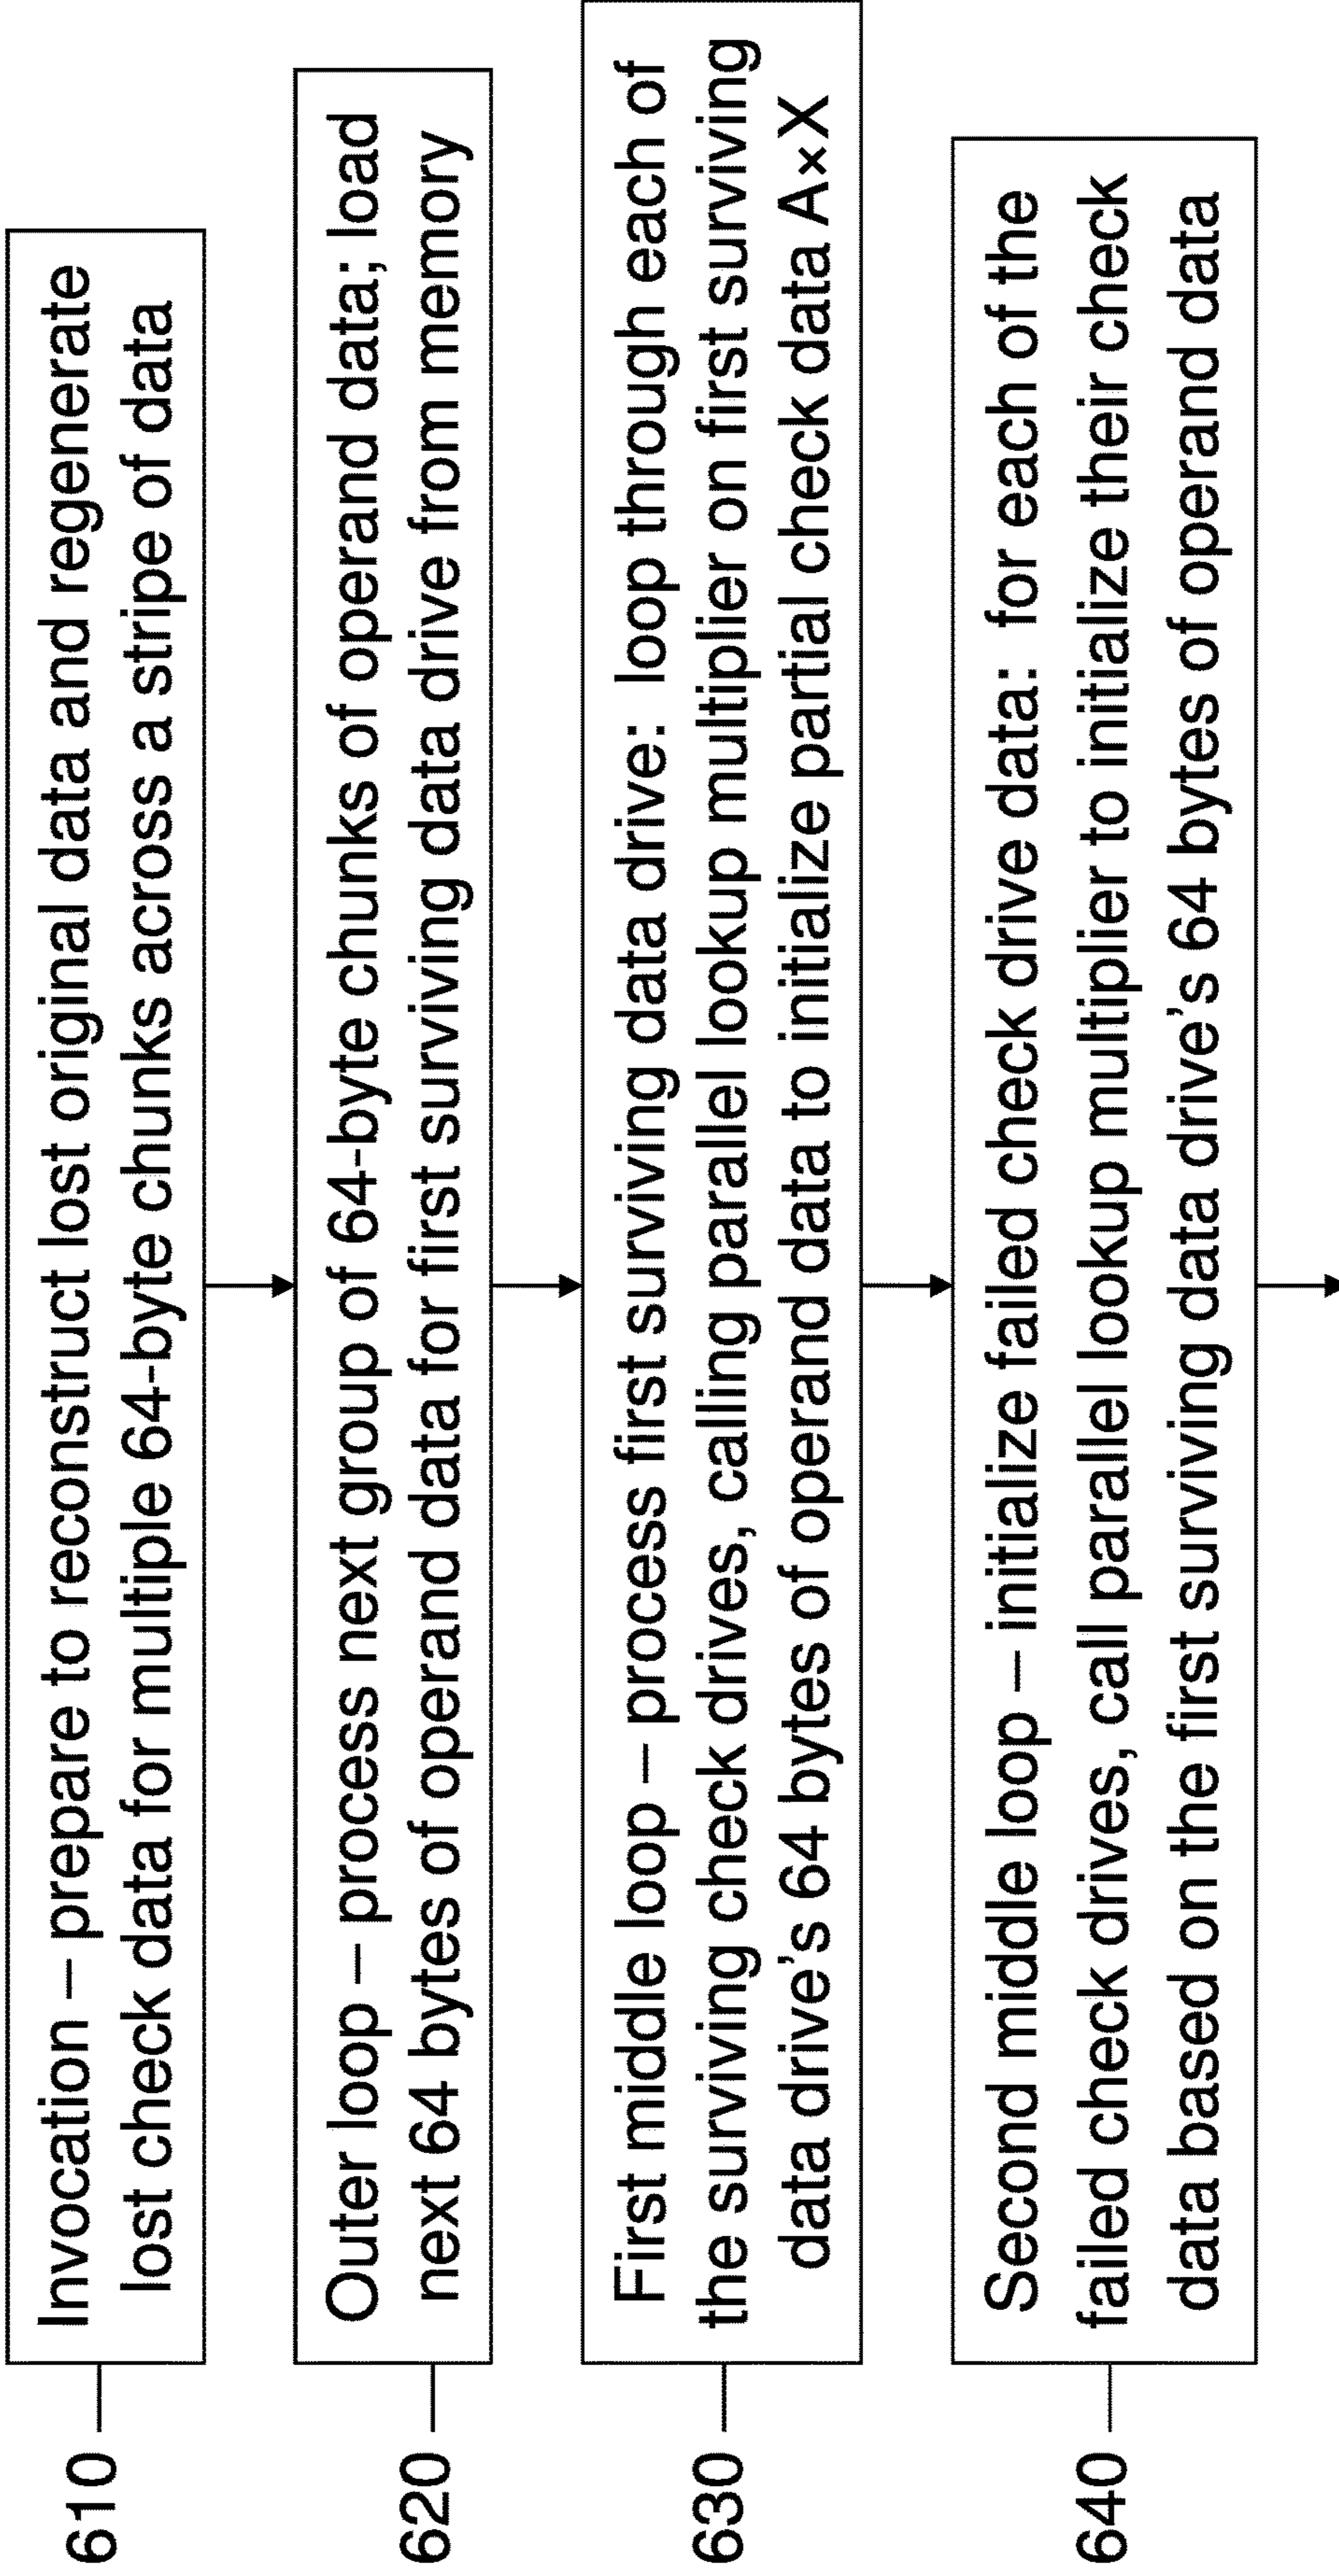 610
Invocation – prepare to reconstruct lost original data and regenerate
lost check data for multiple 64-byte chunks across a stripe of data
620
Outer loop – process next group of 64-byte chunks of operand data; load
next 64 bytes of operand data for first surviving data drive from memory
630
First middle loop – process first surviving data drive: loop through each of
the surviving check drives, calling parallel lookup multiplier on first surviving
data drive’s 64 bytes of operand data to initialize partial check data A×X
640
Second middle loop – initialize failed check drive data: for each of the
failed check drives, call parallel lookup multiplier to initialize their check
data based on the first surviving data drive’s 64 bytes of operand data